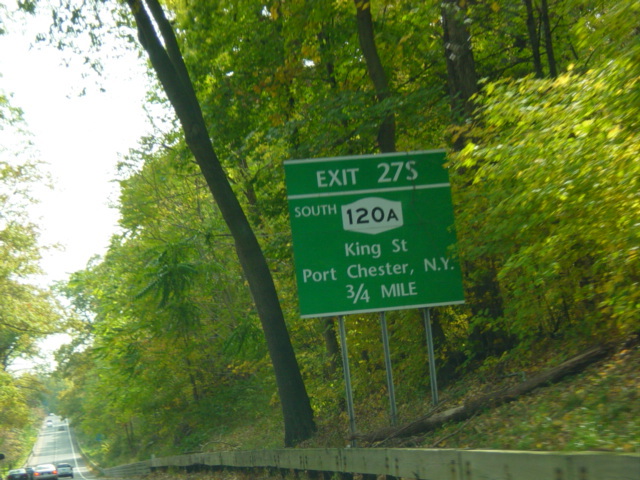 EXIT 27S
SOUTH 120A
King St
Port Chester, N.Y.
3/4 MILE